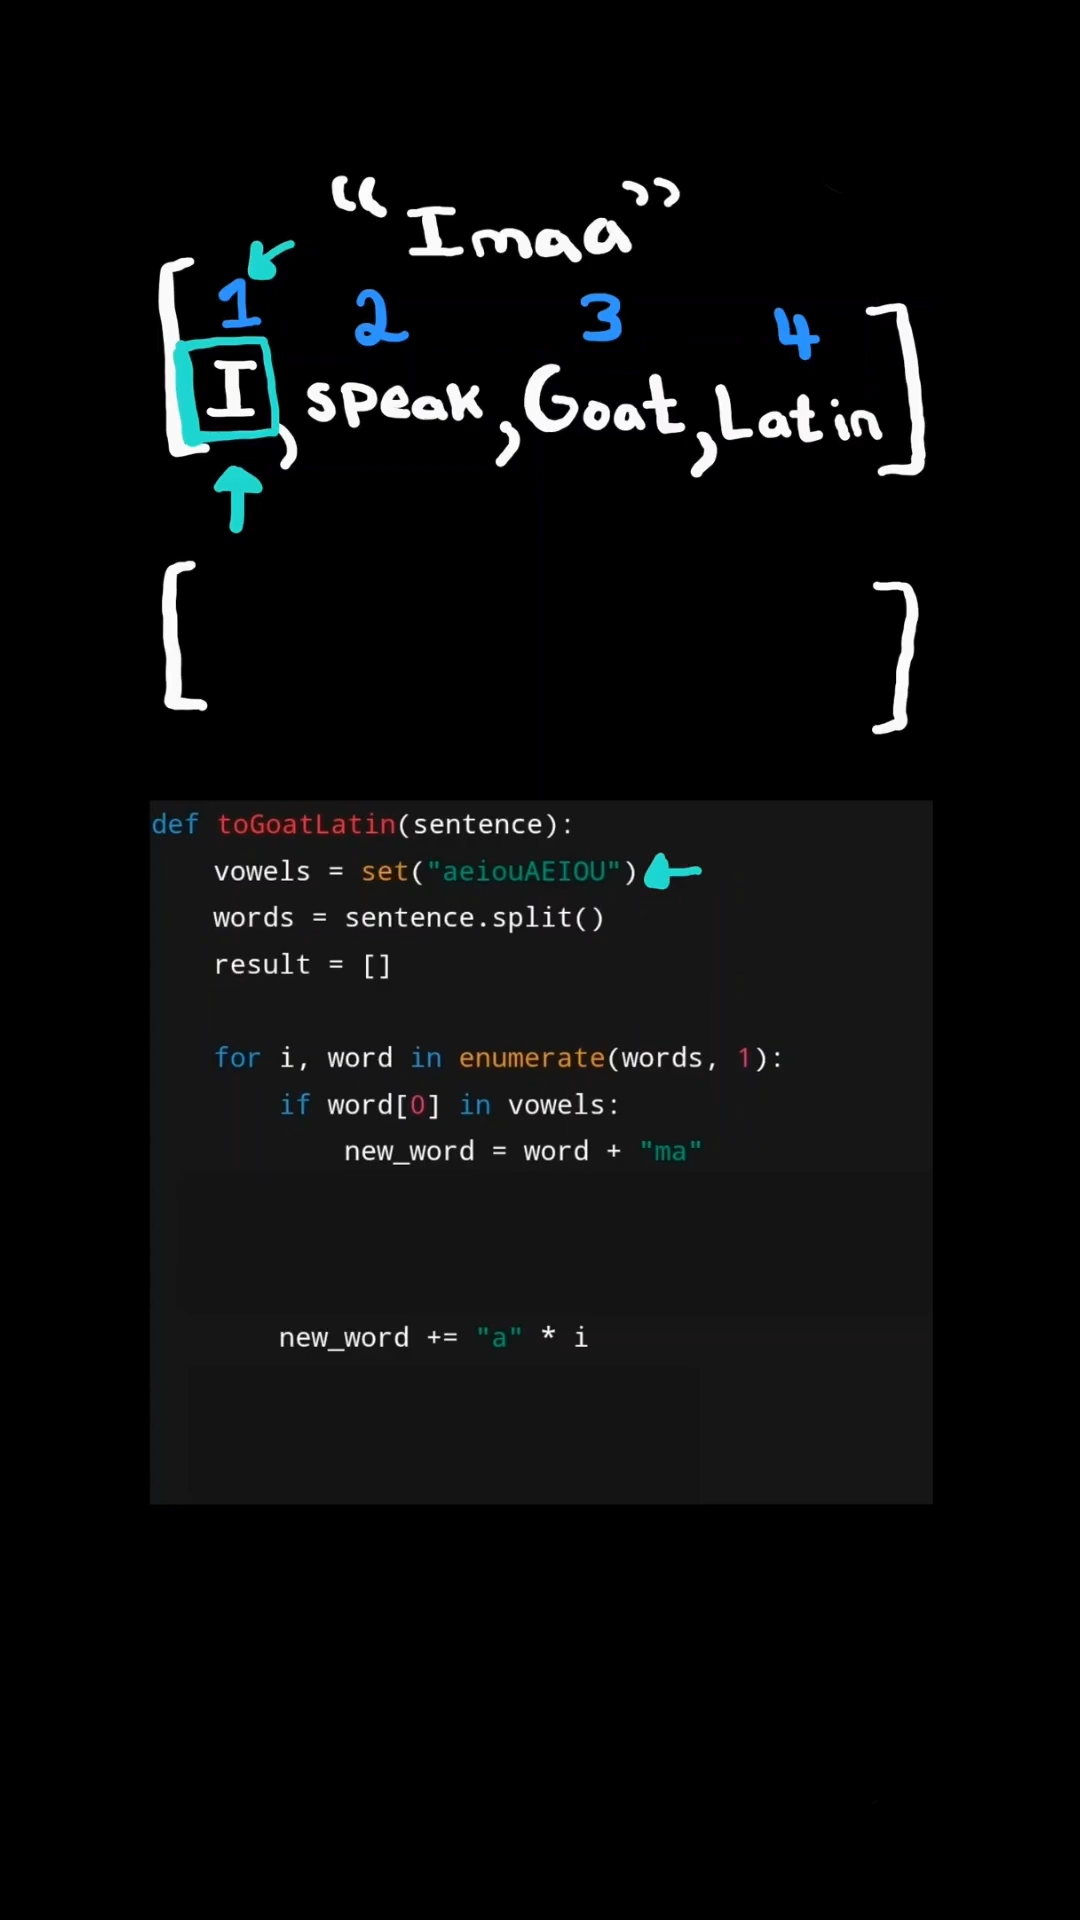 “Imaa”
1 2 3 4
[I, speak, Goat, Latin]
[ ]
def toGoatLatin(sentence):
    vowels = set("aeiouAEIOU")
    words = sentence.split()
    result = []
    for i, word in enumerate(words, 1):
        if word[0] in vowels:
            new_word = word + "ma"
        new_word += "a" * i